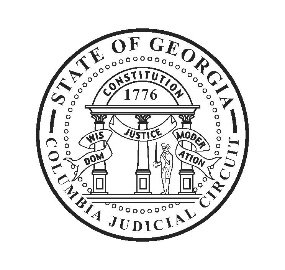 STATE OF GEORGIA
CONSTITUTION
1776
WIS
DOM
JUSTICE
MODER
ATION
COLUMBIA JUDICIAL CIRCUIT